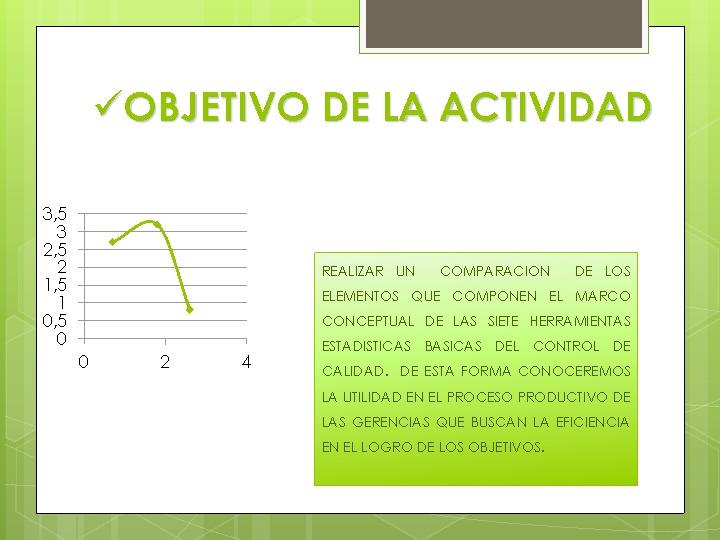 ✓OBJETIVO DE LA ACTIVIDAD
3,5
3
2,5
2
1,5
1
0,5
0
0 2 4
REALIZAR UN COMPARACION DE LOS
ELEMENTOS QUE COMPONEN EL MARCO
CONCEPTUAL DE LAS SIETE HERRAMIENTAS
ESTADISTICAS BASICAS DEL CONTROL DE
CALIDAD. DE ESTA FORMA CONOCEREMOS
LA UTILIDAD EN EL PROCESO PRODUCTIVO DE
LAS GERENCIAS QUE BUSCAN LA EFICIENCIA
EN EL LOGRO DE LOS OBJETIVOS.